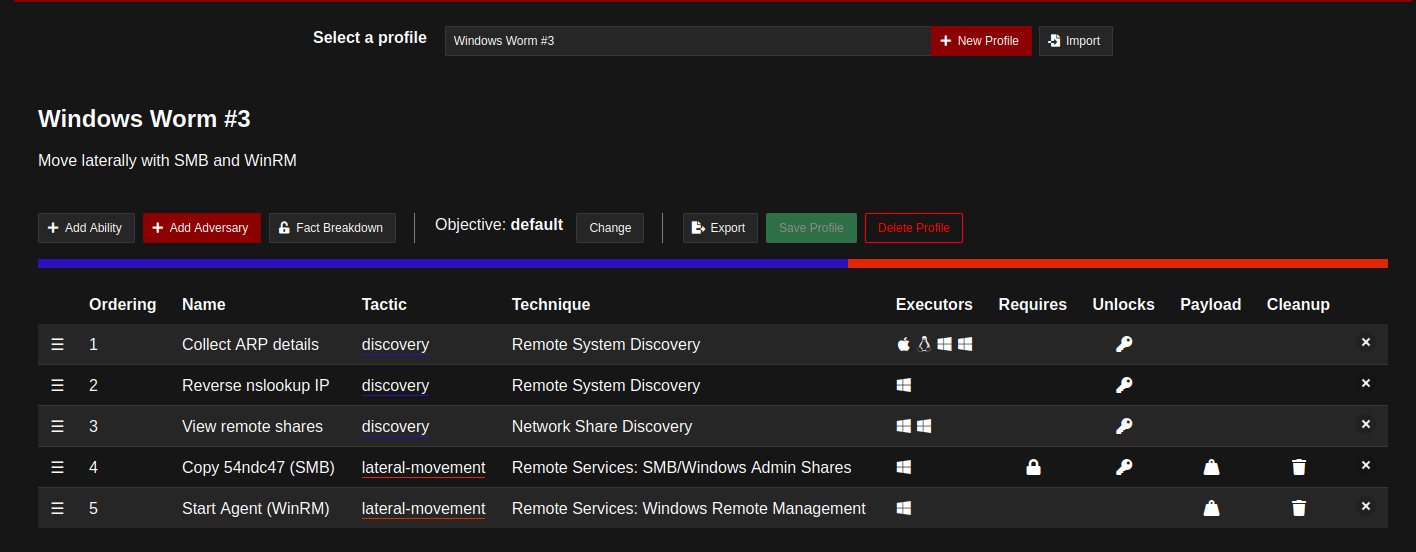 Select a profile Windows Worm #3 New Profile Import
Windows Worm #3
Move laterally with SMB and WinRM
Add Ability Add Adversary Fact Breakdown Objective: default Change Export Save Profile Delete Profile
Ordering Name Tactic Technique Executors Requires Unlocks Payload Cleanup
1 Collect ARP details discovery Remote System Discovery
2 Reverse nslookup IP discovery Remote System Discovery
3 View remote shares discovery Network Share Discovery
4 Copy 54ndc47 (SMB) lateral-movement Remote Services: SMB/Windows Admin Shares
5 Start Agent (WinRM) lateral-movement Remote Services: Windows Remote Management